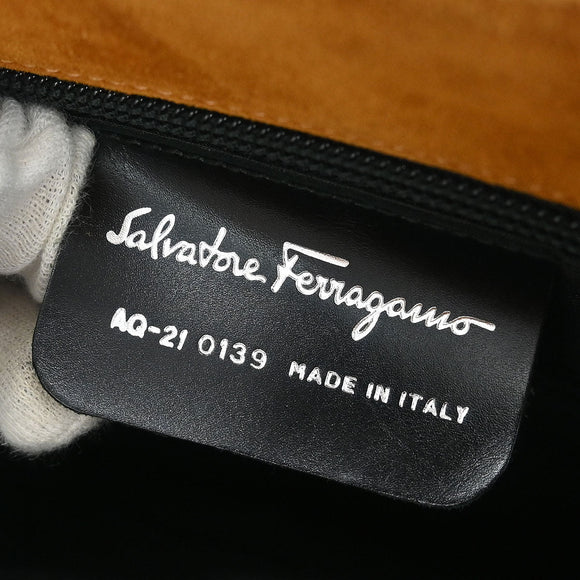 Salvatore Ferragamo
AQ-21 0139 MADE IN ITALY